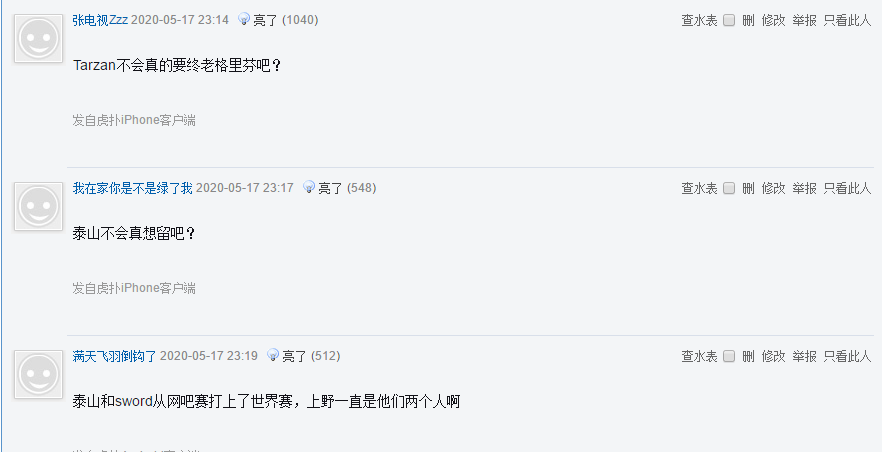 张电视Zzz 2020-05-17 23:14 亮了 (1040) 查水表 删 修改 举报 只看此人
Tarzan不会真的要终老格里芬吧?
发自虎扑iPhone客户端
我在家你是不是绿了我 2020-05-17 23:17 亮了 (548) 查水表 删 修改 举报 只看此人
泰山不会真想留吧?
发自虎扑iPhone客户端
满天飞羽倒钩了 2020-05-17 23:19 亮了 (512) 查水表 删 修改 举报 只看此人
泰山和sword从网吧赛打上了世界赛，上野一直是他们两个人啊